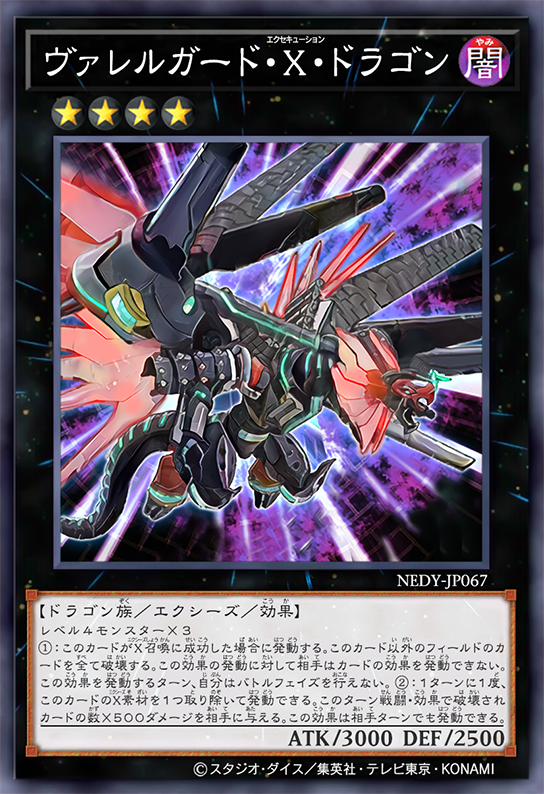 エクセキューション
ヴァレルガード・X・ドラゴン
やみ
闇
NEDY-JP067
【ドラゴン族／エクシーズ／効果】
レベル４モンスター×３
①：このカードがX召喚に成功した場合に発動する。このカード以外のフィールドのカ
ードを全て破壊する。この効果の発動に対して相手はカードの効果を発動できない。
この効果を発動するターン、自分はバトルフェイズを行えない。②：１ターンに１度、
このカードのX素材を１つ取り除いて発動できる。このターン戦闘・効果で破壊され
カードの数×５００ダメージを相手に与える。この効果は相手ターンでも発動できる。
ATK/3000 DEF/2500
©スタジオ・ダイス／集英社・テレビ東京・KONAMI